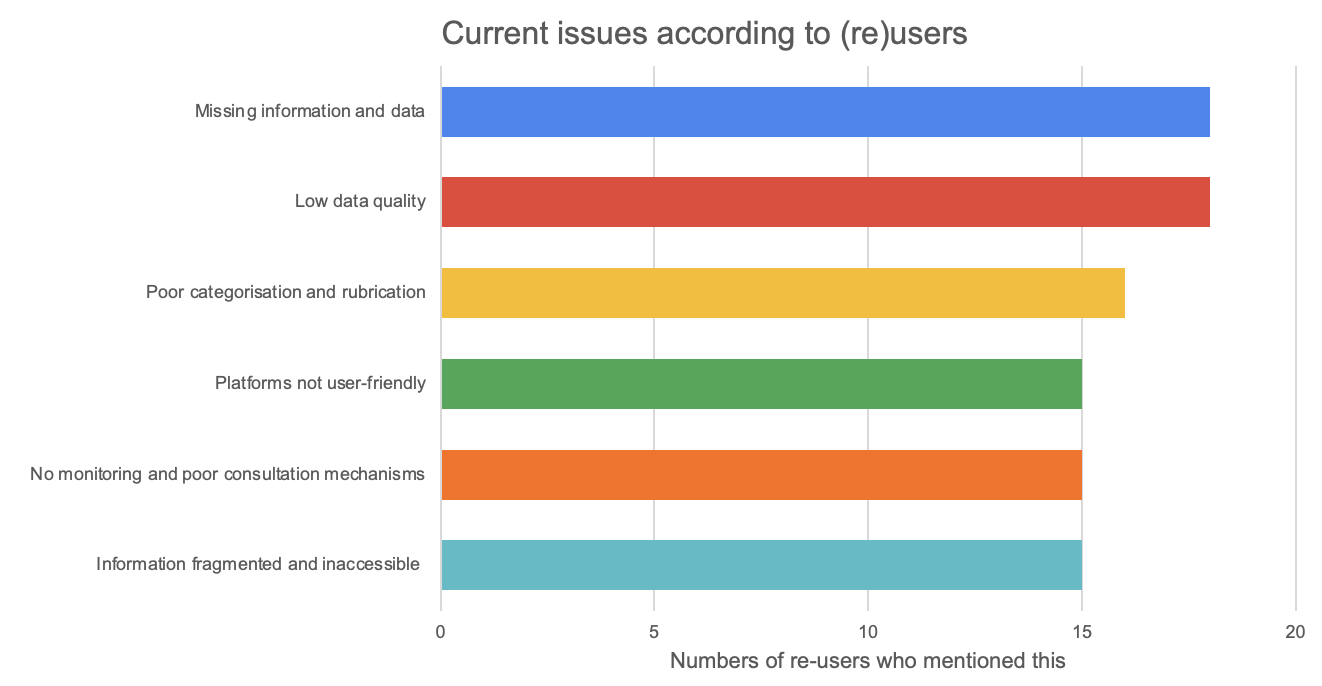 Current issues according to (re)users
Missing information and data
Low data quality
Poor categorisation and rubrication
Platforms not user-friendly
No monitoring and poor consultation mechanisms
Information fragmented and inaccessible
0 5 10 15 20
Numbers of re-users who mentioned this